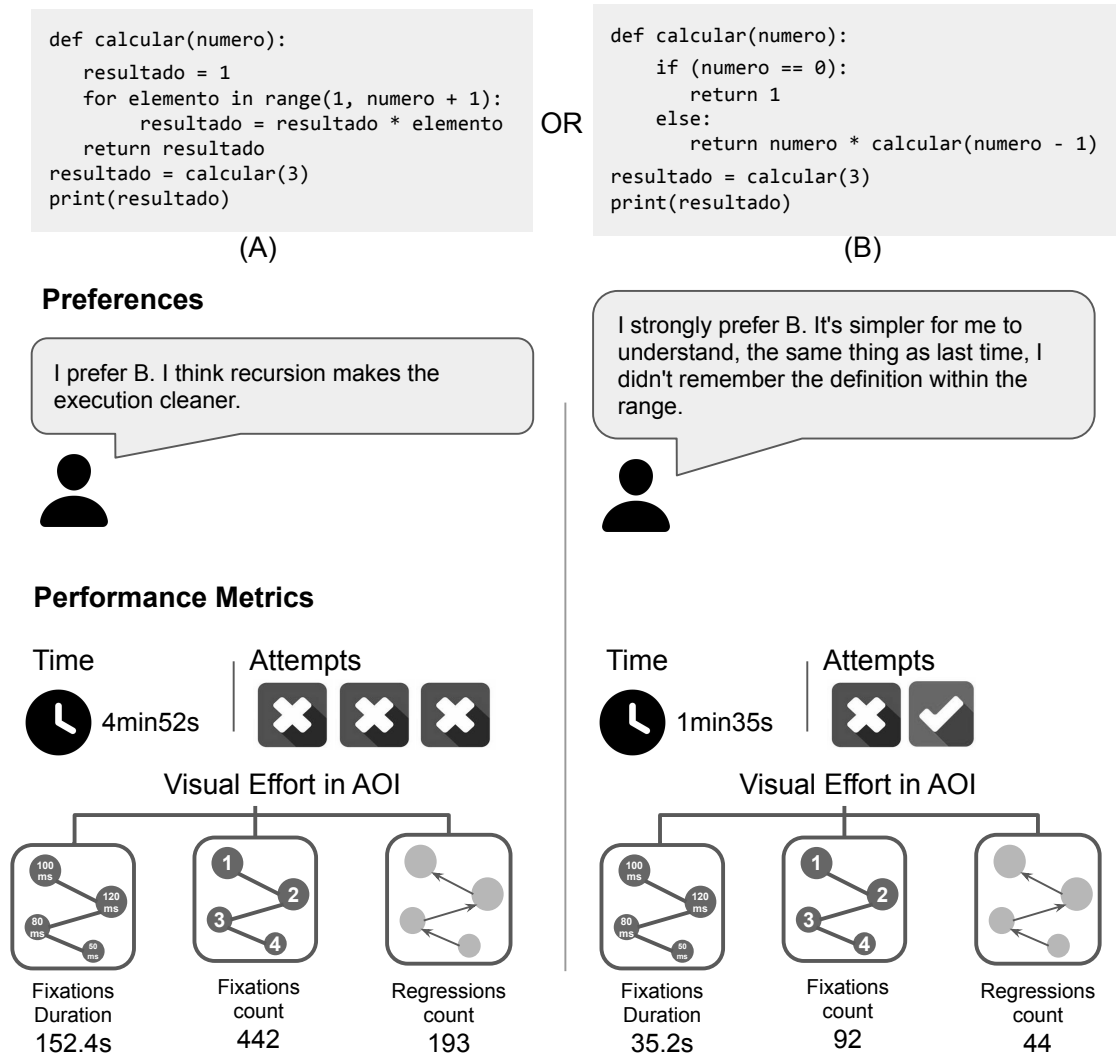 def calcular(numero):
resultado = 1
for elemento in range(1, numero + 1):
resultado = resultado * elemento
return resultado
resultado = calcular(3)
print(resultado)
(A)
OR
def calcular(numero):
if (numero == 0):
return 1
else:
return numero * calcular(numero - 1)
resultado = calcular(3)
print(resultado)
(B)
Preferences
I prefer B. I think recursion makes the
execution cleaner.
I strongly prefer B. It's simpler for me to
understand, the same thing as last time, I
didn't remember the definition within the
range.
Performance Metrics
Time
4min52s
Attempts
Visual Effort in AOI
100
ms
120
ms
80
ms
50
ms
1
2
3
4
Fixations
Duration
152.4s
Fixations
count
442
Regressions
count
193
Time
1min35s
Attempts
Visual Effort in AOI
100
ms
120
ms
80
ms
50
ms
1
2
3
4
Fixations
Duration
35.2s
Fixations
count
92
Regressions
count
44